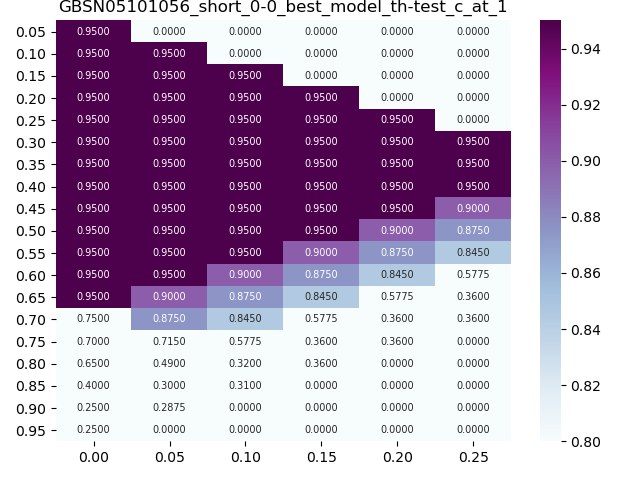 GBSN05101056_short_0-0_best_model_th-test_c_at_1
0.05 0.9500 0.0000 0.0000 0.0000 0.0000 0.0000
0.10 0.9500 0.9500 0.0000 0.0000 0.0000 0.0000
0.15 0.9500 0.9500 0.9500 0.0000 0.0000 0.0000
0.20 0.9500 0.9500 0.9500 0.9500 0.0000 0.0000
0.25 0.9500 0.9500 0.9500 0.9500 0.9500 0.0000
0.30 0.9500 0.9500 0.9500 0.9500 0.9500 0.9500
0.35 0.9500 0.9500 0.9500 0.9500 0.9500 0.9500
0.40 0.9500 0.9500 0.9500 0.9500 0.9500 0.9500
0.45 0.9500 0.9500 0.9500 0.9500 0.9500 0.9000
0.50 0.9500 0.9500 0.9500 0.9500 0.9000 0.8750
0.55 0.9500 0.9500 0.9500 0.9000 0.8750 0.8450
0.60 0.9500 0.9500 0.9000 0.8750 0.8450 0.5775
0.65 0.9500 0.9000 0.8750 0.8450 0.5775 0.3600
0.70 0.7500 0.8750 0.8450 0.5775 0.3600 0.3600
0.75 0.7000 0.7150 0.5775 0.3600 0.3600 0.0000
0.80 0.6500 0.4900 0.3200 0.3600 0.0000 0.0000
0.85 0.4000 0.3000 0.3100 0.0000 0.0000 0.0000
0.90 0.2500 0.2875 0.0000 0.0000 0.0000 0.0000
0.95 0.2500 0.0000 0.0000 0.0000 0.0000 0.0000
0.00 0.05 0.10 0.15 0.20 0.25
0.94
0.92
0.90
0.88
0.86
0.84
0.82
0.80